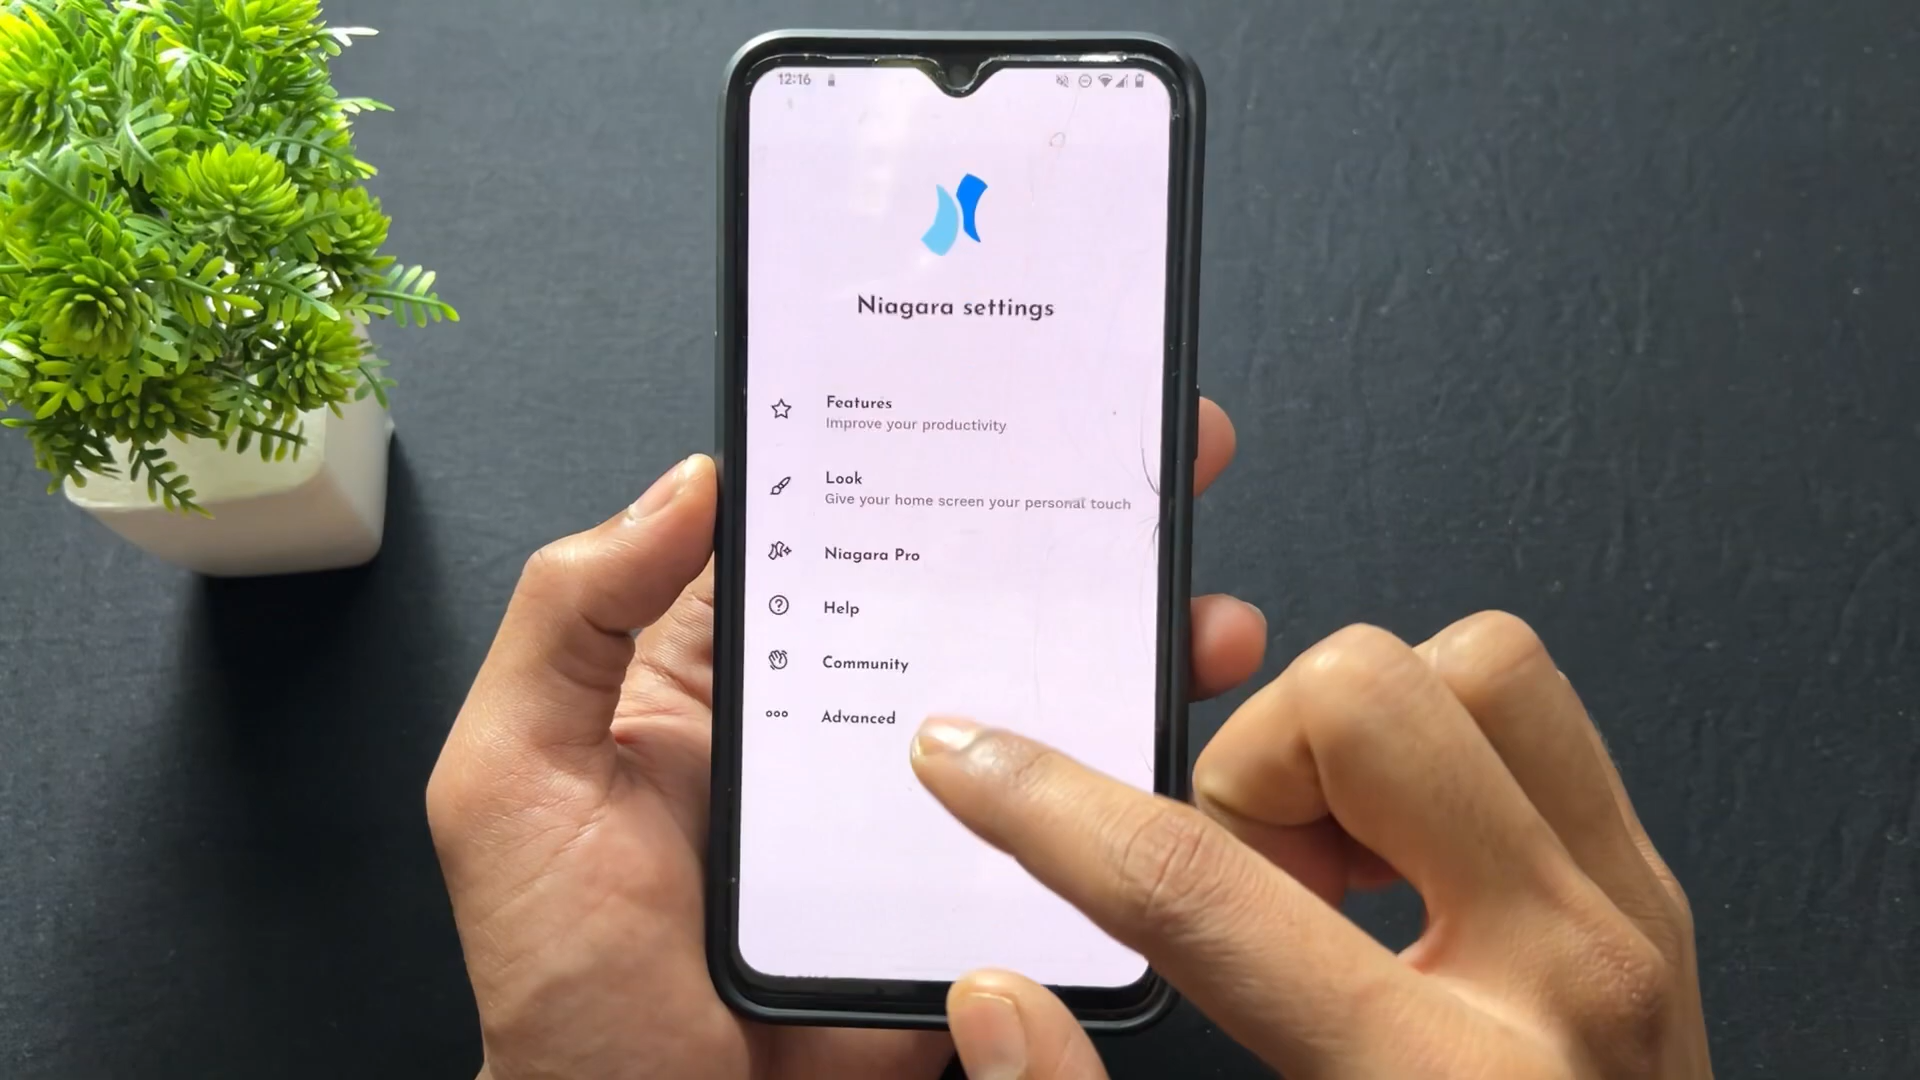 12:16
Niagara settings
Features
Improve your productivity
Look
Give your home screen your personal touch
Niagara Pro
Help
Community
Advanced